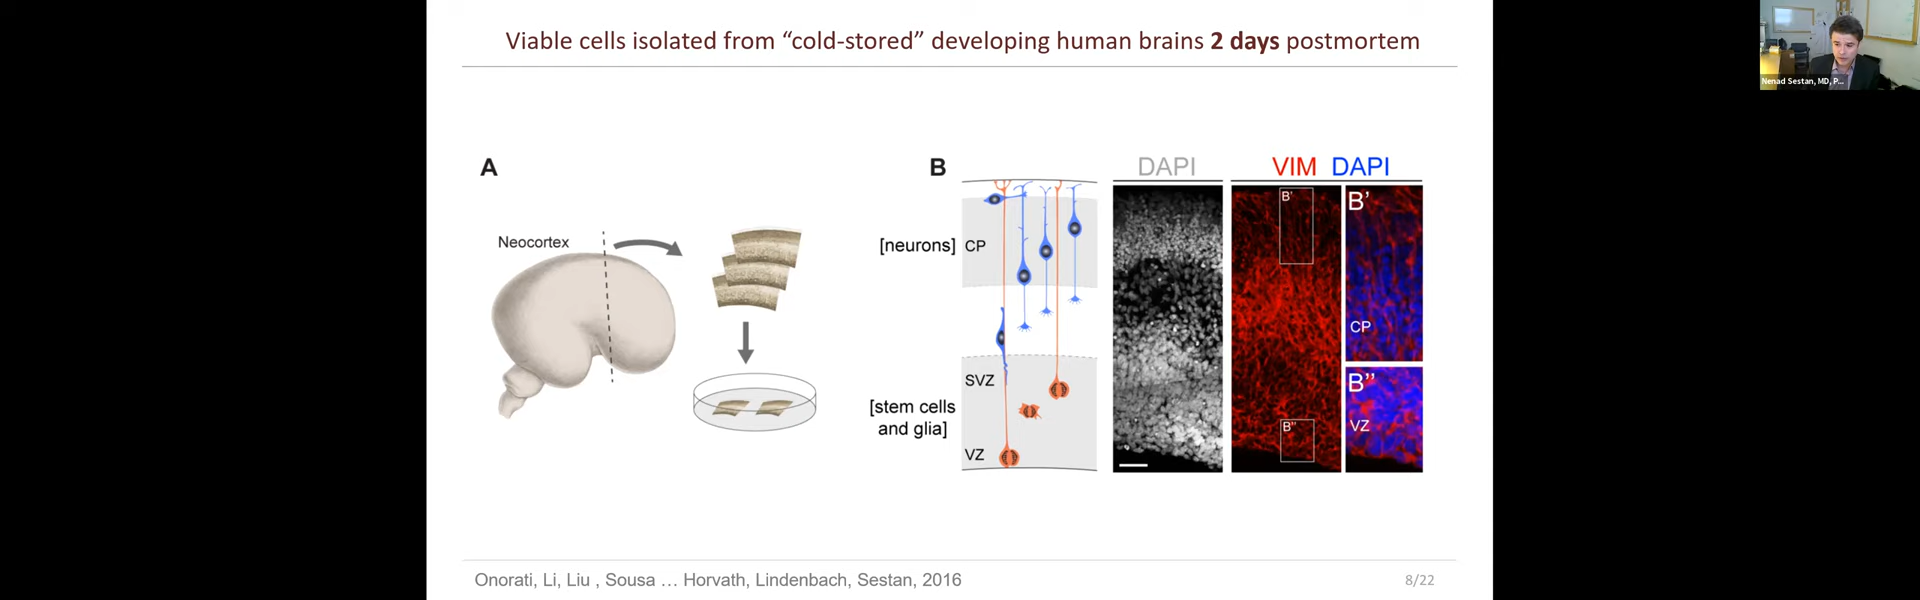 Viable cells isolated from “cold-stored” developing human brains 2 days postmortem
Nenad Sestan, MD, P...
A
Neocortex
B
DAPI
VIM DAPI
[neurons] CP
SVZ
[stem cells
and glia]
VZ
B'
B''
B'
CP
B''
VZ
Onorati, Li, Liu , Sousa … Horvath, Lindenbach, Sestan, 2016
8/22